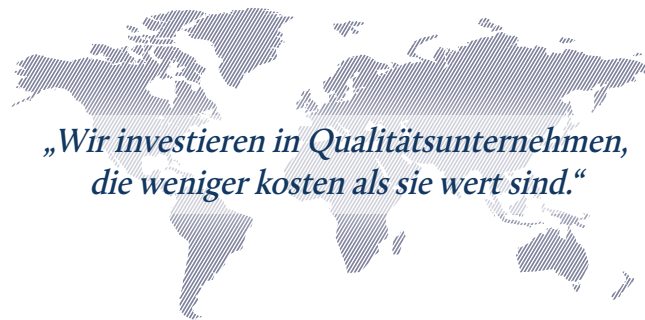 „Wir investieren in Qualitätsunternehmen,
die weniger kosten als sie wert sind.“